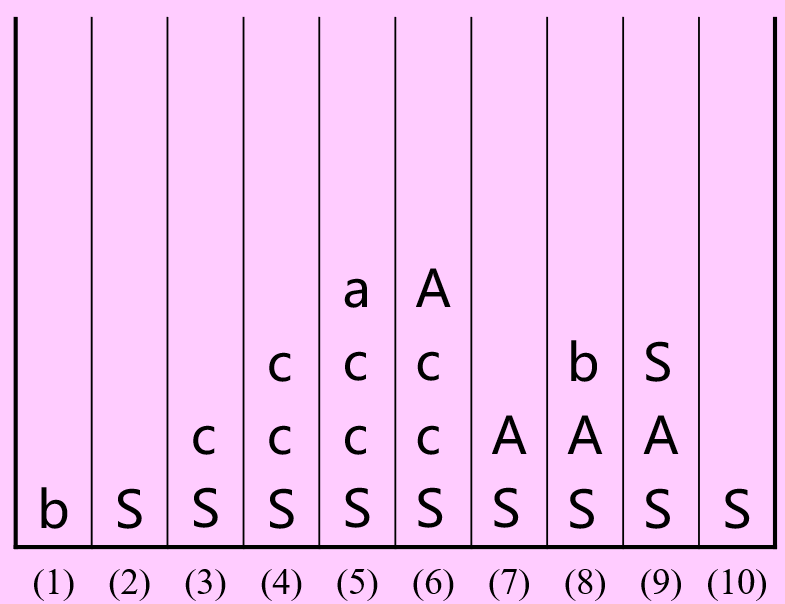 a A
c c c b S
c c c c A A A
b S S S S S S S S S
(1) (2) (3) (4) (5) (6) (7) (8) (9) (10)